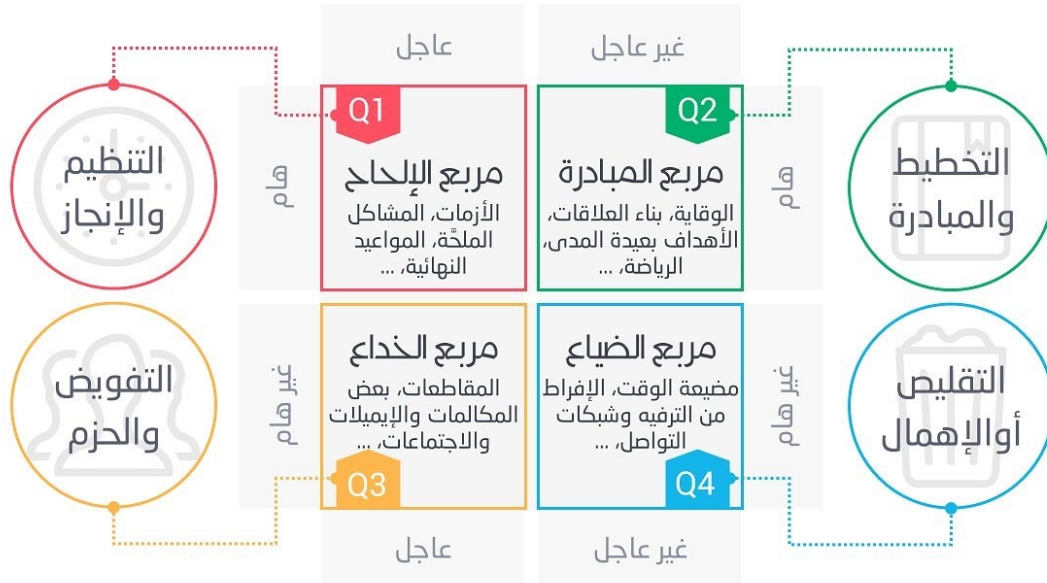 عاجل
غير عاجل
التنظيم
والإنجاز
هام
Q1
مربع الإلحاح
الأزمات، المشاكل
الملحَّة، المواعيد
النهائية، ...
Q2
مربع المبادرة
الوقاية، بناء العلاقات،
الأهداف بعيدة المدى،
الرياضة، ...
هام
التخطيط
والمبادرة
التفويض
والحزم
غير هام
مربع الخداع
المقاطعات، بعض
المكالمات والإيميلات
والاجتماعات، ...
Q3
مربع الضياع
مضيعة الوقت، الإفراط
من الترفيه وشبكات
التواصل، ...
Q4
غير هام
التقليص
أوالإهمال
عاجل
غير عاجل